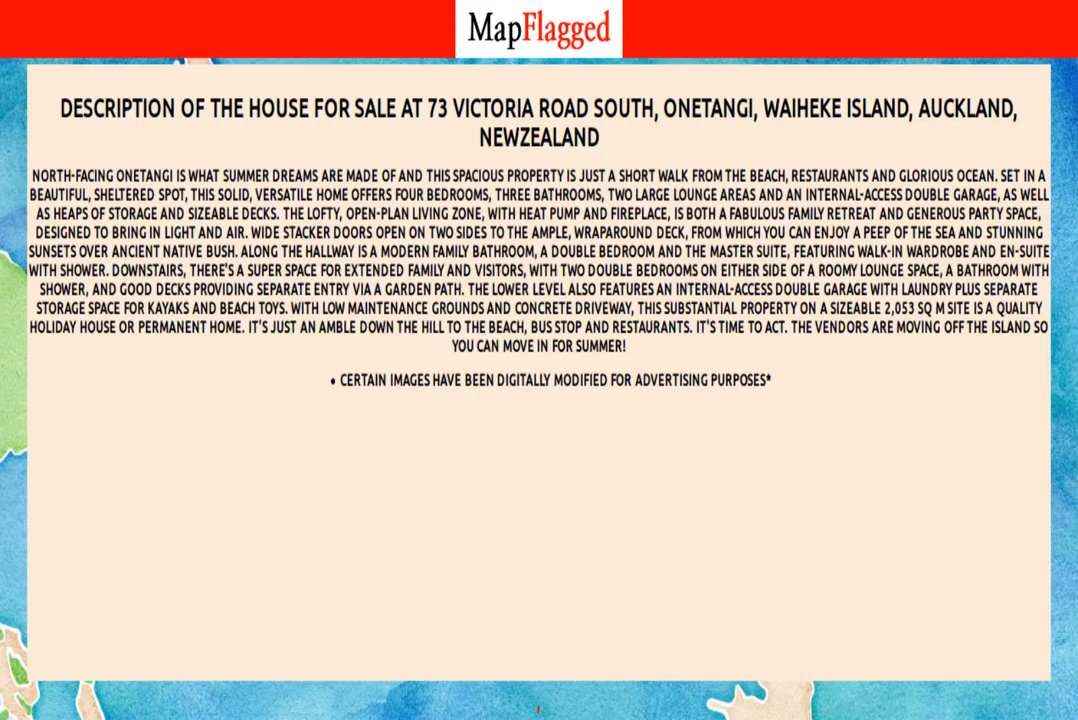 MapFlagged
DESCRIPTION OF THE HOUSE FOR SALE AT 73 VICTORIA ROAD SOUTH, ONETANGI, WAIHEKE ISLAND, AUCKLAND,
NEWZEALAND
NORTH-FACING ONETANGI IS WHAT SUMMER DREAMS ARE MADE OF AND THIS SPACIOUS PROPERTY IS JUST A SHORT WALK FROM THE BEACH, RESTAURANTS AND GLORIOUS OCEAN. SET IN A
BEAUTIFUL, SHELTERED SPOT, THIS SOLID, VERSATILE HOME OFFERS FOUR BEDROOMS, THREE BATHROOMS, TWO LARGE LOUNGE AREAS AND AN INTERNAL-ACCESS DOUBLE GARAGE, AS WELL
AS HEAPS OF STORAGE AND SIZEABLE DECKS. THE LOFTY, OPEN-PLAN LIVING ZONE, WITH HEAT PUMP AND FIREPLACE, IS BOTH A FABULOUS FAMILY RETREAT AND GENEROUS PARTY SPACE,
DESIGNED TO BRING IN LIGHT AND AIR. WIDE STACKER DOORS OPEN ON TWO SIDES TO THE AMPLE, WRAPAROUND DECK, FROM WHICH YOU CAN ENJOY A PEEP OF THE SEA AND STUNNING
SUNSETS OVER ANCIENT NATIVE BUSH. ALONG THE HALLWAY IS A MODERN FAMILY BATHROOM, A DOUBLE BEDROOM AND THE MASTER SUITE, FEATURING WALK-IN WARDROBE AND EN-SUITE
WITH SHOWER. DOWNSTAIRS, THERE'S A SUPER SPACE FOR EXTENDED FAMILY AND VISITORS, WITH TWO DOUBLE BEDROOMS ON EITHER SIDE OF A ROOMY LOUNGE SPACE, A BATHROOM WITH
SHOWER, AND GOOD DECKS PROVIDING SEPARATE ENTRY VIA A GARDEN PATH. THE LOWER LEVEL ALSO FEATURES AN INTERNAL-ACCESS DOUBLE GARAGE WITH LAUNDRY PLUS SEPARATE
STORAGE SPACE FOR KAYAKS AND BEACH TOYS. WITH LOW MAINTENANCE GROUNDS AND CONCRETE DRIVEWAY, THIS SUBSTANTIAL PROPERTY ON A SIZEABLE 2,053 SQ M SITE IS A QUALITY
HOLIDAY HOUSE OR PERMANENT HOME. IT'S JUST AN AMBLE DOWN THE HILL TO THE BEACH, BUS STOP AND RESTAURANTS. IT'S TIME TO ACT. THE VENDORS ARE MOVING OFF THE ISLAND SO
YOU CAN MOVE IN FOR SUMMER!
• CERTAIN IMAGES HAVE BEEN DIGITALLY MODIFIED FOR ADVERTISING PURPOSES*